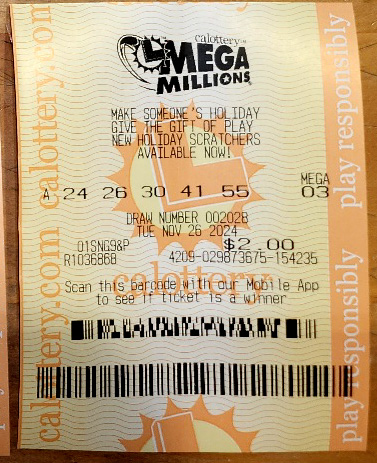 calottery
MEGA
MILLIONS
MAKE SOMEONE'S HOLIDAY
GIVE THE GIFT OF PLAY
NEW HOLIDAY SCRATCHERS
AVAILABLE NOW!
MEGA
A 24 26 30 41 55 03
DRAW NUMBER 002028
TUE NOV 26 2024
01SNG9&P $2.00
R1036868 4209-029873675-154235
calottery
Scan this barcode with our Mobile App
to see if ticket is a winner
calottery.com calottery.com
play responsibly play responsibly